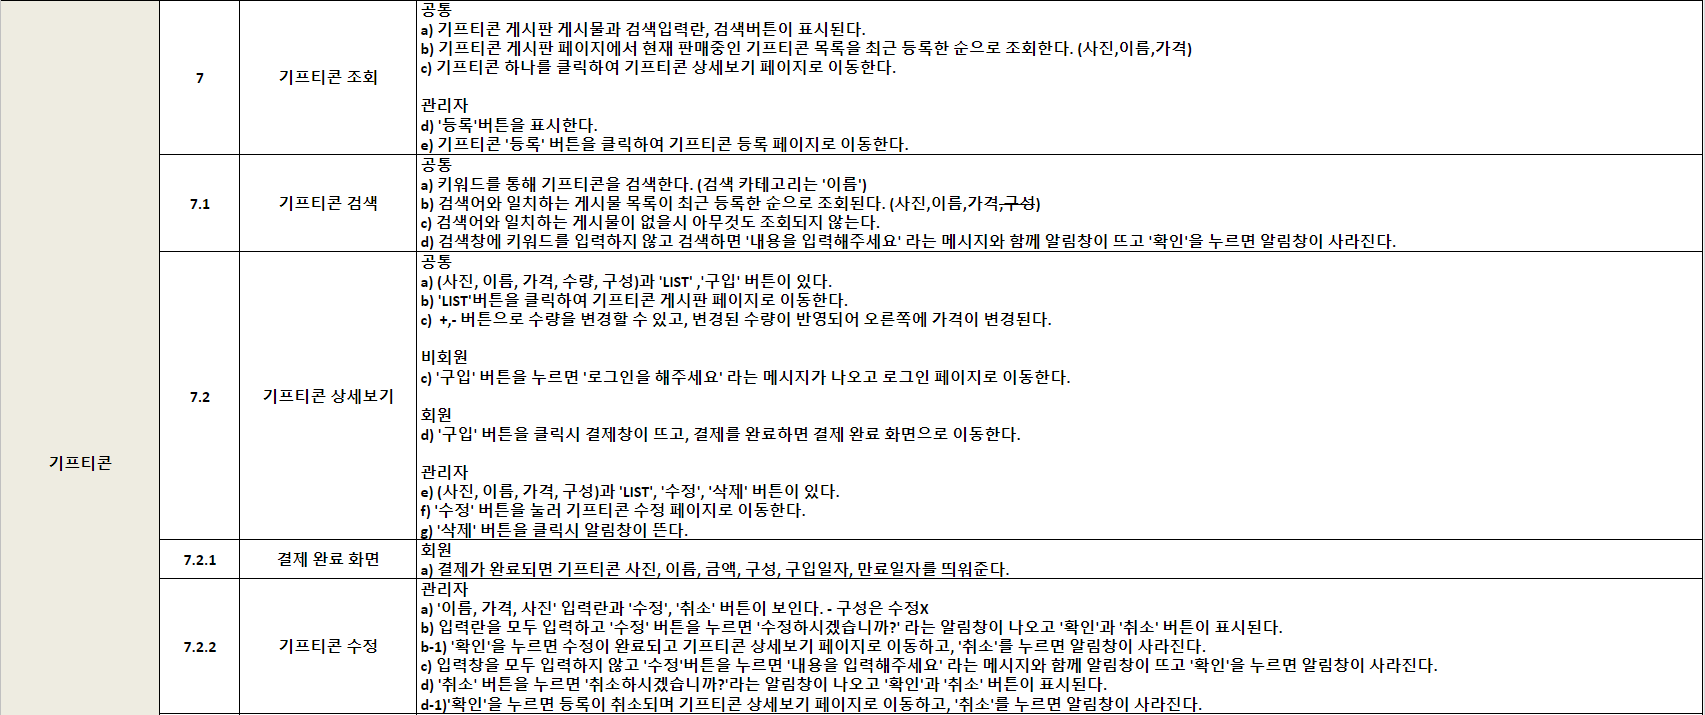 기프티콘
7
기프티콘 조회
공통
a) 기프티콘 게시판 게시물과 검색입력란, 검색버튼이 표시된다.
b) 기프티콘 게시판 페이지에서 현재 판매중인 기프티콘 목록을 최근 등록한 순으로 조회한다. (사진,이름,가격)
c) 기프티콘 하나를 클릭하여 기프티콘 상세보기 페이지로 이동한다.
관리자
d) '등록'버튼을 표시한다.
e) 기프티콘 '등록' 버튼을 클릭하여 기프티콘 등록 페이지로 이동한다.
7.1
기프티콘 검색
공통
a) 키워드를 통해 기프티콘을 검색한다. (검색 카테고리는 '이름')
b) 검색어와 일치하는 게시물 목록이 최근 등록한 순으로 조회된다. (사진,이름,가격,구성)
c) 검색어와 일치하는 게시물이 없을시 아무것도 조회되지 않는다.
d) 검색창에 키워드를 입력하지 않고 검색하면 '내용을 입력해주세요' 라는 메시지와 함께 알림창이 뜨고 '확인'을 누르면 알림창이 사라진다.
7.2
기프티콘 상세보기
공통
a) (사진, 이름, 가격, 수량, 구성)과 'LIST' ,'구입' 버튼이 있다.
b) 'LIST'버튼을 클릭하여 기프티콘 게시판 페이지로 이동한다.
c)  +,- 버튼으로 수량을 변경할 수 있고, 변경된 수량이 반영되어 오른쪽에 가격이 변경된다.
비회원
c) '구입' 버튼을 누르면 '로그인을 해주세요' 라는 메시지가 나오고 로그인 페이지로 이동한다.
회원
d) '구입' 버튼을 클릭시 결제창이 뜨고, 결제를 완료하면 결제 완료 화면으로 이동한다.
관리자
e) (사진, 이름, 가격, 구성)과 'LIST', '수정', '삭제' 버튼이 있다.
f) '수정' 버튼을 눌러 기프티콘 수정 페이지로 이동한다.
g) '삭제' 버튼을 클릭시 알림창이 뜬다.
7.2.1
결제 완료 화면
회원
a) 결제가 완료되면 기프티콘 사진, 이름, 금액, 구성, 구입일자, 만료일자를 띄워준다.
7.2.2
기프티콘 수정
관리자
a) '이름, 가격, 사진' 입력란과 '수정', '취소' 버튼이 보인다. - 구성은 수정X
b) 입력란을 모두 입력하고 '수정' 버튼을 누르면 '수정하시겠습니까?' 라는 알림창이 나오고 '확인'과 '취소' 버튼이 표시된다.
b-1) '확인'을 누르면 수정이 완료되고 기프티콘 상세보기 페이지로 이동하고, '취소'를 누르면 알림창이 사라진다.
c) 입력창을 모두 입력하지 않고 '수정'버튼을 누르면 '내용을 입력해주세요' 라는 메시지와 함께 알림창이 뜨고 '확인'을 누르면 알림창이 사라진다.
d) '취소' 버튼을 누르면 '취소하시겠습니까?'라는 알림창이 나오고 '확인'과 '취소' 버튼이 표시된다.
d-1)'확인'을 누르면 등록이 취소되며 기프티콘 상세보기 페이지로 이동하고, '취소'를 누르면 알림창이 사라진다.